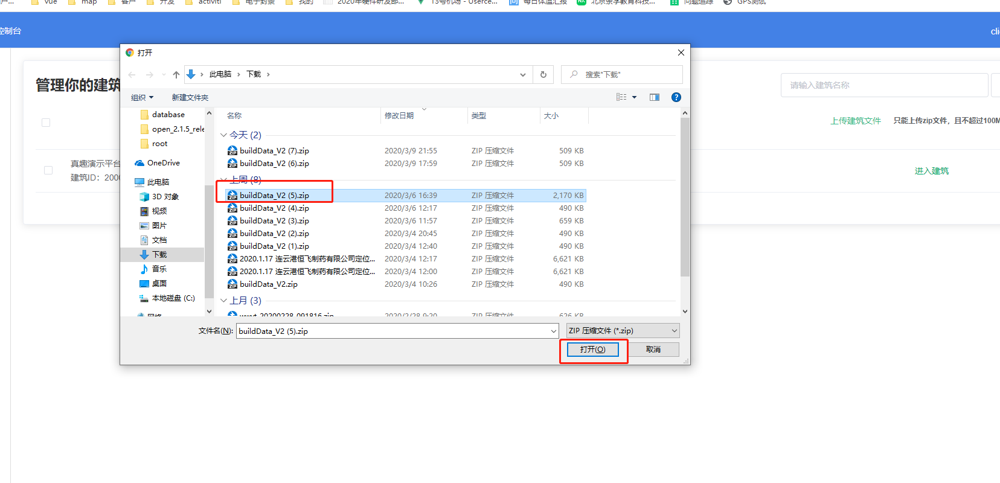 vue map 客户 开发 activiti 电子封条 我的 2020年硬件研发部... 13号机场 - Userce... 每日体温汇报 北京宗学教育科技... 问题追踪 GPS测试
控制台
cli
打开
管理你的建筑
此电脑 下载
搜索"下载"
请输入建筑名称
组织 新建文件夹
上传建筑文件 只能上传zip文件，且不超过100M
真趣演示平台
建筑ID：2000
进入建筑
database
open_2.1.5_rele
root
OneDrive
此电脑
3D 对象
视频
图片
文档
下载
音乐
桌面
本地磁盘 (C:)
网络
名称 修改日期 类型 大小
今天 (2)
buildData_V2 (7).zip 2020/3/9 21:55 ZIP 压缩文件 509 KB
buildData_V2 (6).zip 2020/3/9 17:59 ZIP 压缩文件 509 KB
上周 (8)
buildData_V2 (5).zip 2020/3/6 16:39 ZIP 压缩文件 2,170 KB
buildData_V2 (4).zip 2020/3/6 12:17 ZIP 压缩文件 490 KB
buildData_V2 (3).zip 2020/3/6 11:57 ZIP 压缩文件 659 KB
buildData_V2 (2).zip 2020/3/4 20:45 ZIP 压缩文件 490 KB
buildData_V2 (1).zip 2020/3/4 12:40 ZIP 压缩文件 490 KB
2020.1.17 连云港恒飞制药有限公司定位... 2020/3/4 12:17 ZIP 压缩文件 6,621 KB
2020.1.17 连云港恒飞制药有限公司定位... 2020/3/4 12:00 ZIP 压缩文件 6,621 KB
buildData_V2.zip 2020/3/4 10:26 ZIP 压缩文件 490 KB
上月 (3)
2020/2/28 9:20 ZIP 压缩文件 626 KB
文件名(N): buildData_V2 (5).zip ZIP 压缩文件 (*.zip)
打开(O) 取消